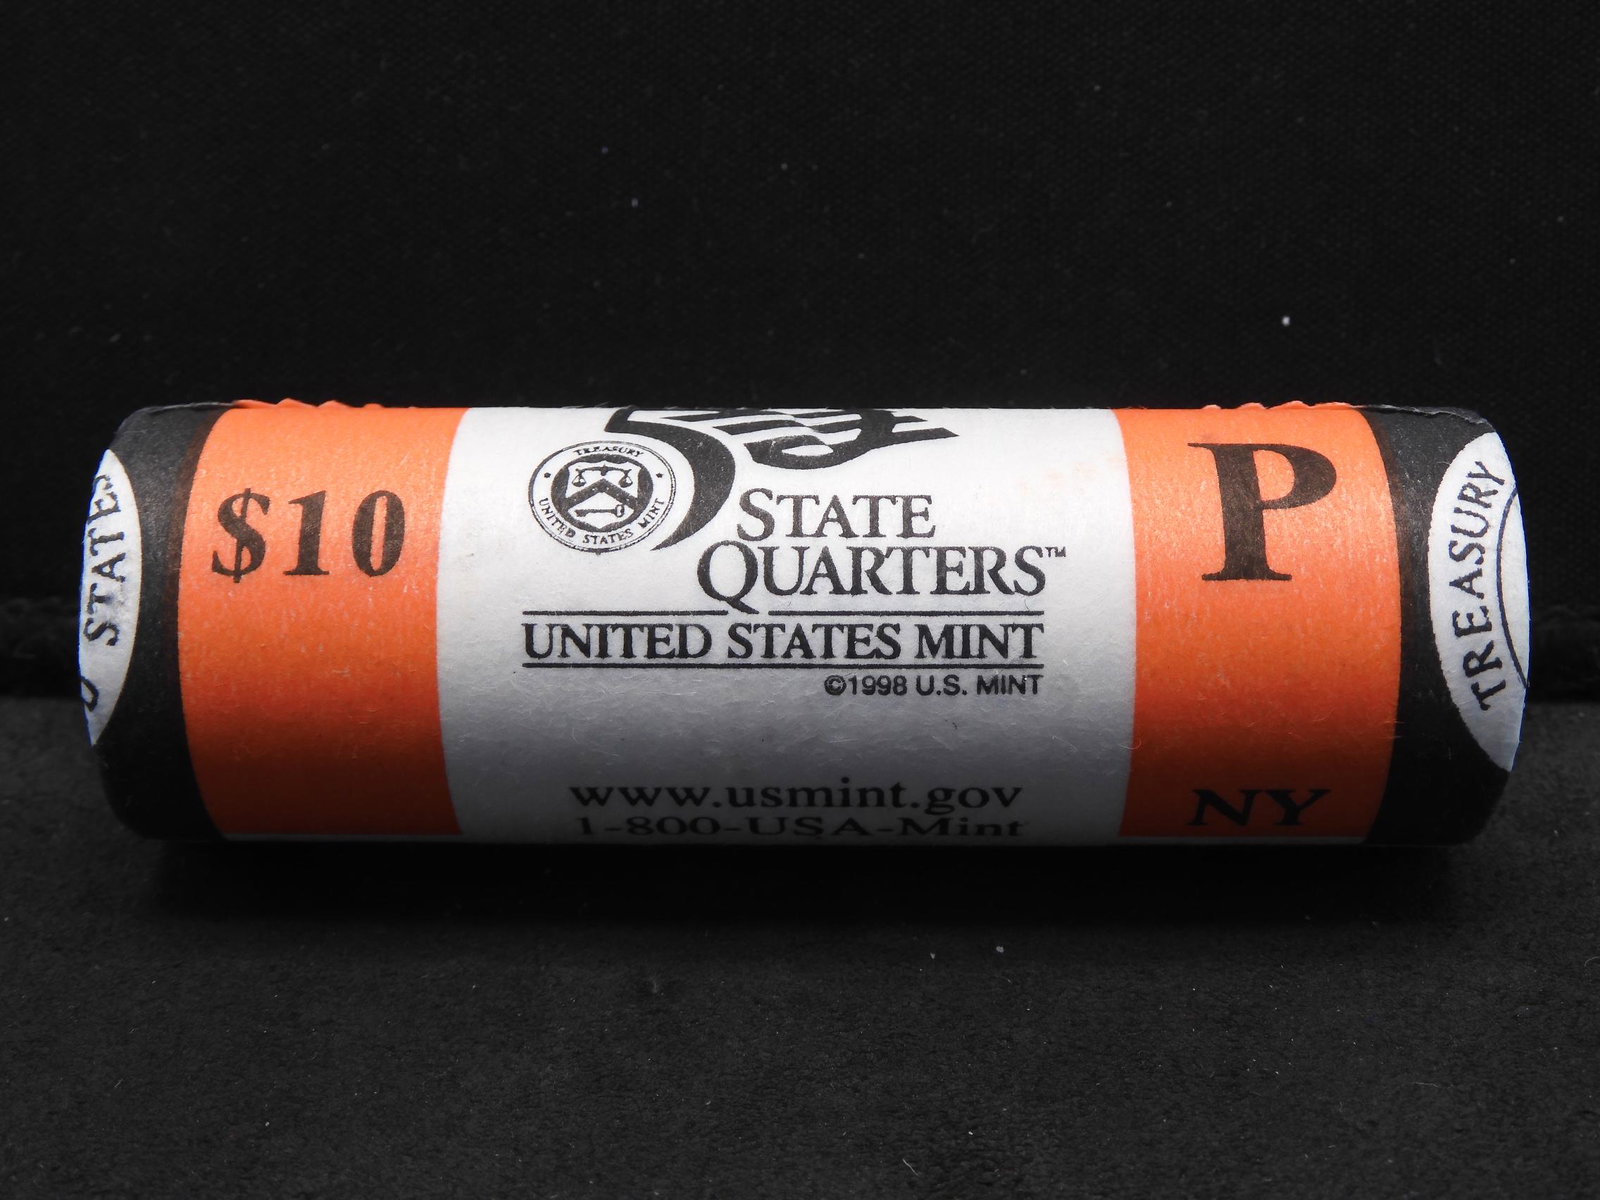 STATES
$10
5
TREASURY
UNITED STATES MINT
STATE
QUARTERS™
UNITED STATES MINT
©1998 U.S. MINT
www.usmint.gov
1-800-USA-Mint
P
NY
TREASURY